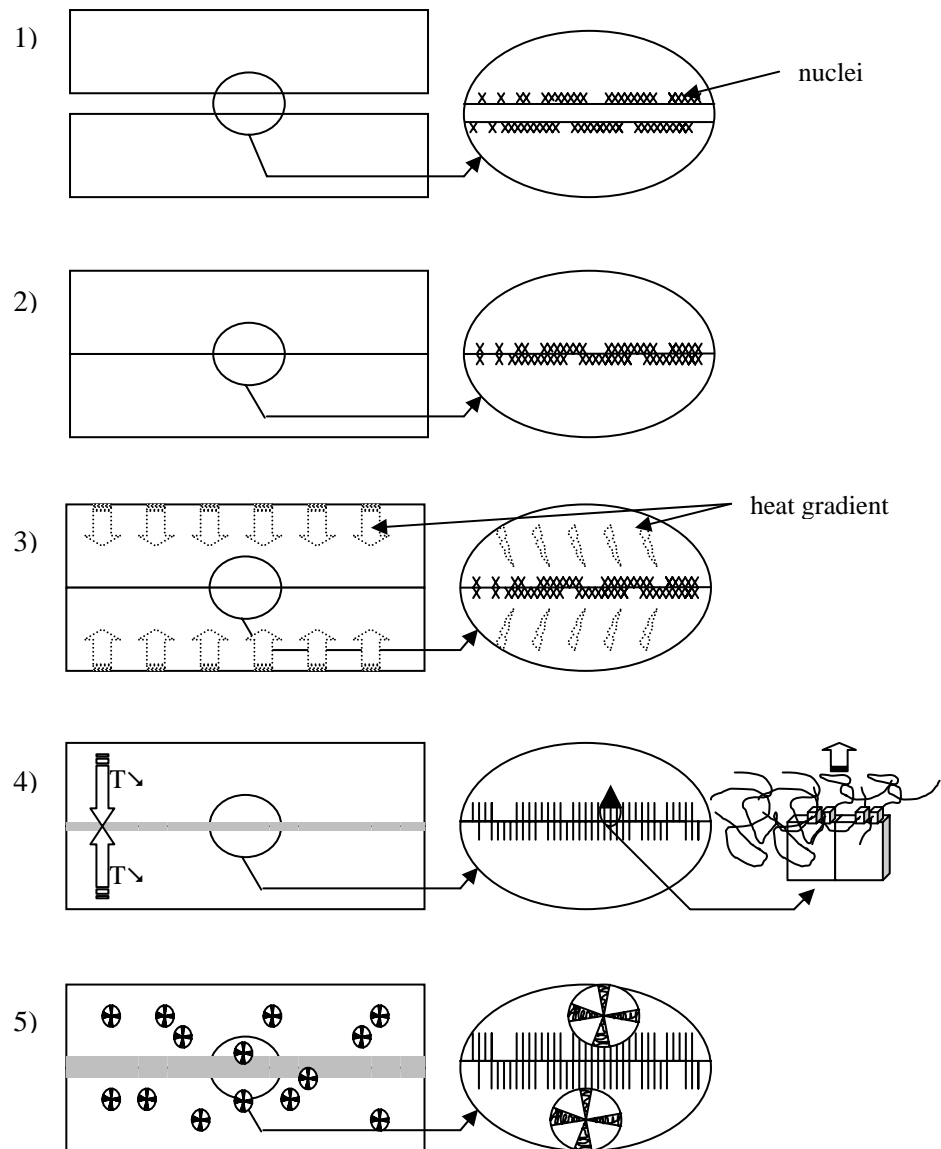 1)
nuclei
2)
3)
heat gradient
4)
T↘
T↘
5)